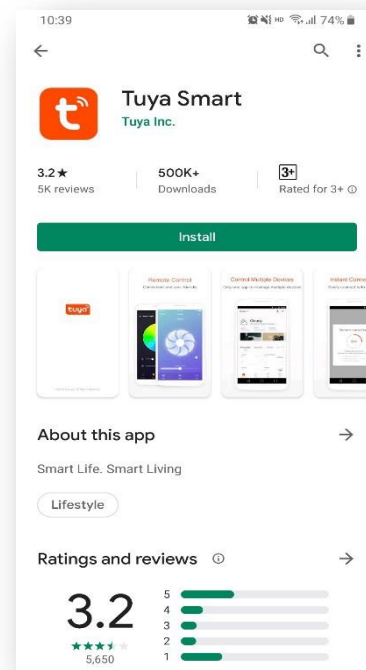 10:39
HD
74%
Tuya Smart
Tuya Inc.
3.2★
5K reviews
500K+
Downloads
3+
Rated for 3+
Install
tuya
Remote Control
Control Multiple Devices
About this app
Smart Life. Smart Living
Lifestyle
Ratings and reviews
3.2
5,650
5
4
3
2
1